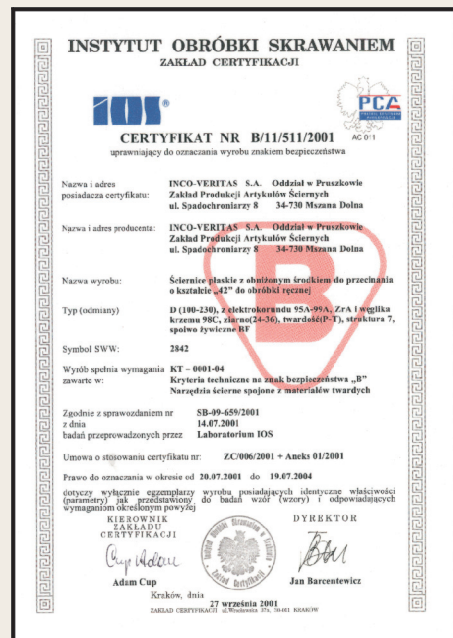 INSTYTUT OBRÓBKI SKRAWANIEM
ZAKŁAD CERTYFIKACJI
IOS®
PCA
AC 011
CERTYFIKAT NR B/11/511/2001
uprawniający do oznaczania wyrobu znakiem bezpieczeństwa
Nazwa i adres posiadacza certyfikatu:
INCO-VERITAS S.A. Oddział w Pruszkowie
Zakład Produkcji Artykułów Ściernych
ul. Spadochroniarzy 8 34-730 Mszana Dolna
Nazwa i adres producenta:
INCO-VERITAS S.A. Oddział w Pruszkowie
Zakład Produkcji Artykułów Ściernych
ul. Spadochroniarzy 8 34-730 Mszana Dolna
Nazwa wyrobu:
Ściernice płaskie z obniżonym środkiem do przecinania
o kształcie „42" do obróbki ręcznej
Typ (odmiany)
D (100-230), z elektrokorundu 95A-99A, ZrA i węglika
krzemu 98C, ziarno(24-36), twardość(P-T), struktura 7,
spoiwo żywiczne BF
Symbol SWW: 2842
Wyrób spełnia wymagania KT – 0001-04
zawarte w: Kryteria techniczne na znak bezpieczeństwa „B"
Narzędzia ścierne spojone z materiałów twardych
Zgodnie z sprawozdaniem nr SB-09-659/2001
z dnia 14.07.2001
badań przeprowadzonych przez Laboratorium IOS
Umowa o stosowaniu certyfikatu nr: ZC/006/2001 + Aneks 01/2001
Prawo do oznaczania w okresie od 20.07.2001 do 19.07.2004
dotyczy wyłącznie egzemplarzy wyrobu posiadających identyczne właściwości
(parametry) jak przedstawiony do badań wzór (wzory) i odpowiadających
wymaganiom określonym powyżej
KIEROWNIK
ZAKŁADU
CERTYFIKACJI
DYREKTOR
Adam Cup
Jan Barcentewicz
Kraków, dnia
27 września 2001
ZAKŁAD CERTYFIKACJI
B